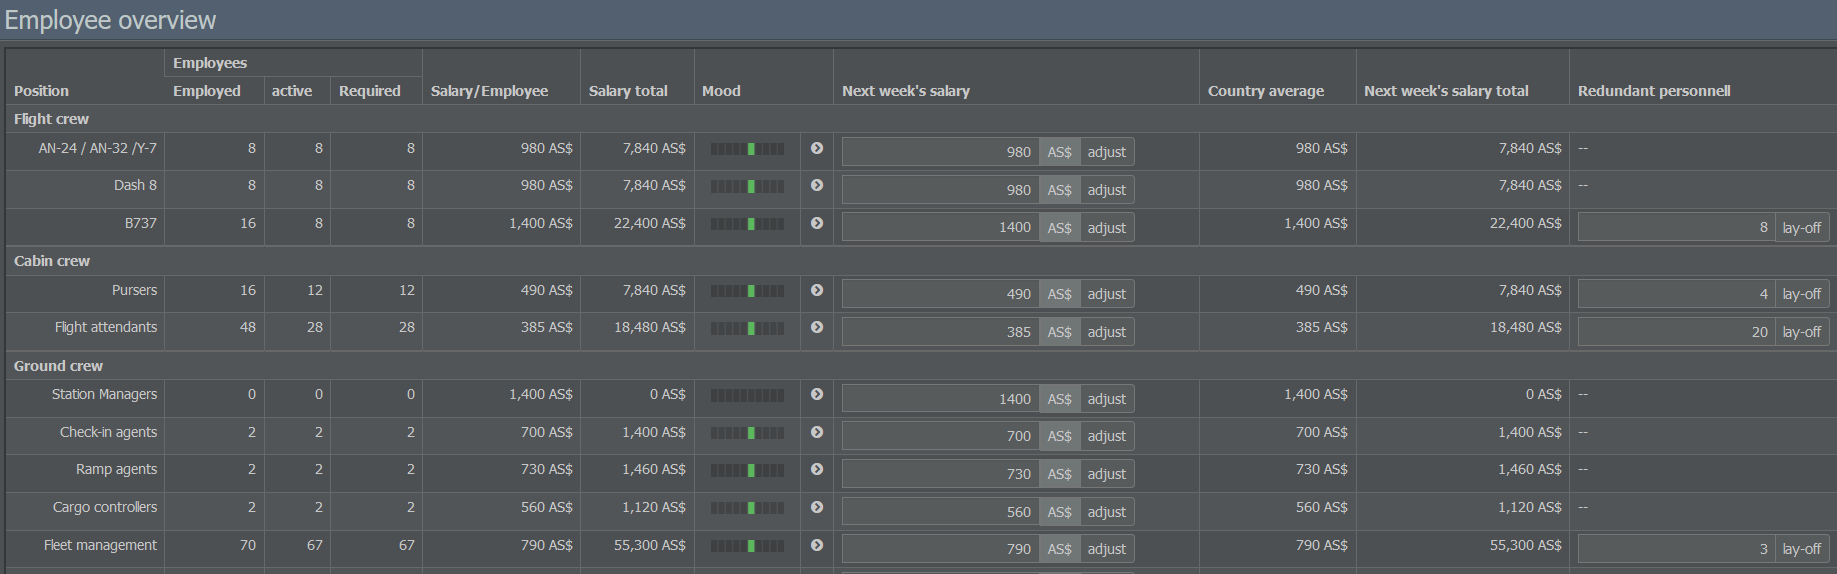 Employee overview
Employees
Position Employed active Required Salary/Employee Salary total Mood Next week's salary Country average Next week's salary total Redundant personnell
Flight crew
AN-24 / AN-32 /Y-7 8 8 8 980 AS$ 7,840 AS$ 980 AS$ adjust 980 AS$ 7,840 AS$ --
Dash 8 8 8 8 980 AS$ 7,840 AS$ 980 AS$ adjust 980 AS$ 7,840 AS$ --
B737 16 8 8 1,400 AS$ 22,400 AS$ 1400 AS$ adjust 1,400 AS$ 22,400 AS$ 8 lay-off
Cabin crew
Pursers 16 12 12 490 AS$ 7,840 AS$ 490 AS$ adjust 490 AS$ 7,840 AS$ 4 lay-off
Flight attendants 48 28 28 385 AS$ 18,480 AS$ 385 AS$ adjust 385 AS$ 18,480 AS$ 20 lay-off
Ground crew
Station Managers 0 0 0 1,400 AS$ 0 AS$ 1400 AS$ adjust 1,400 AS$ 0 AS$ --
Check-in agents 2 2 2 700 AS$ 1,400 AS$ 700 AS$ adjust 700 AS$ 1,400 AS$ --
Ramp agents 2 2 2 730 AS$ 1,460 AS$ 730 AS$ adjust 730 AS$ 1,460 AS$ --
Cargo controllers 2 2 2 560 AS$ 1,120 AS$ 560 AS$ adjust 560 AS$ 1,120 AS$ --
Fleet management 70 67 67 790 AS$ 55,300 AS$ 790 AS$ adjust 790 AS$ 55,300 AS$ 3 lay-off